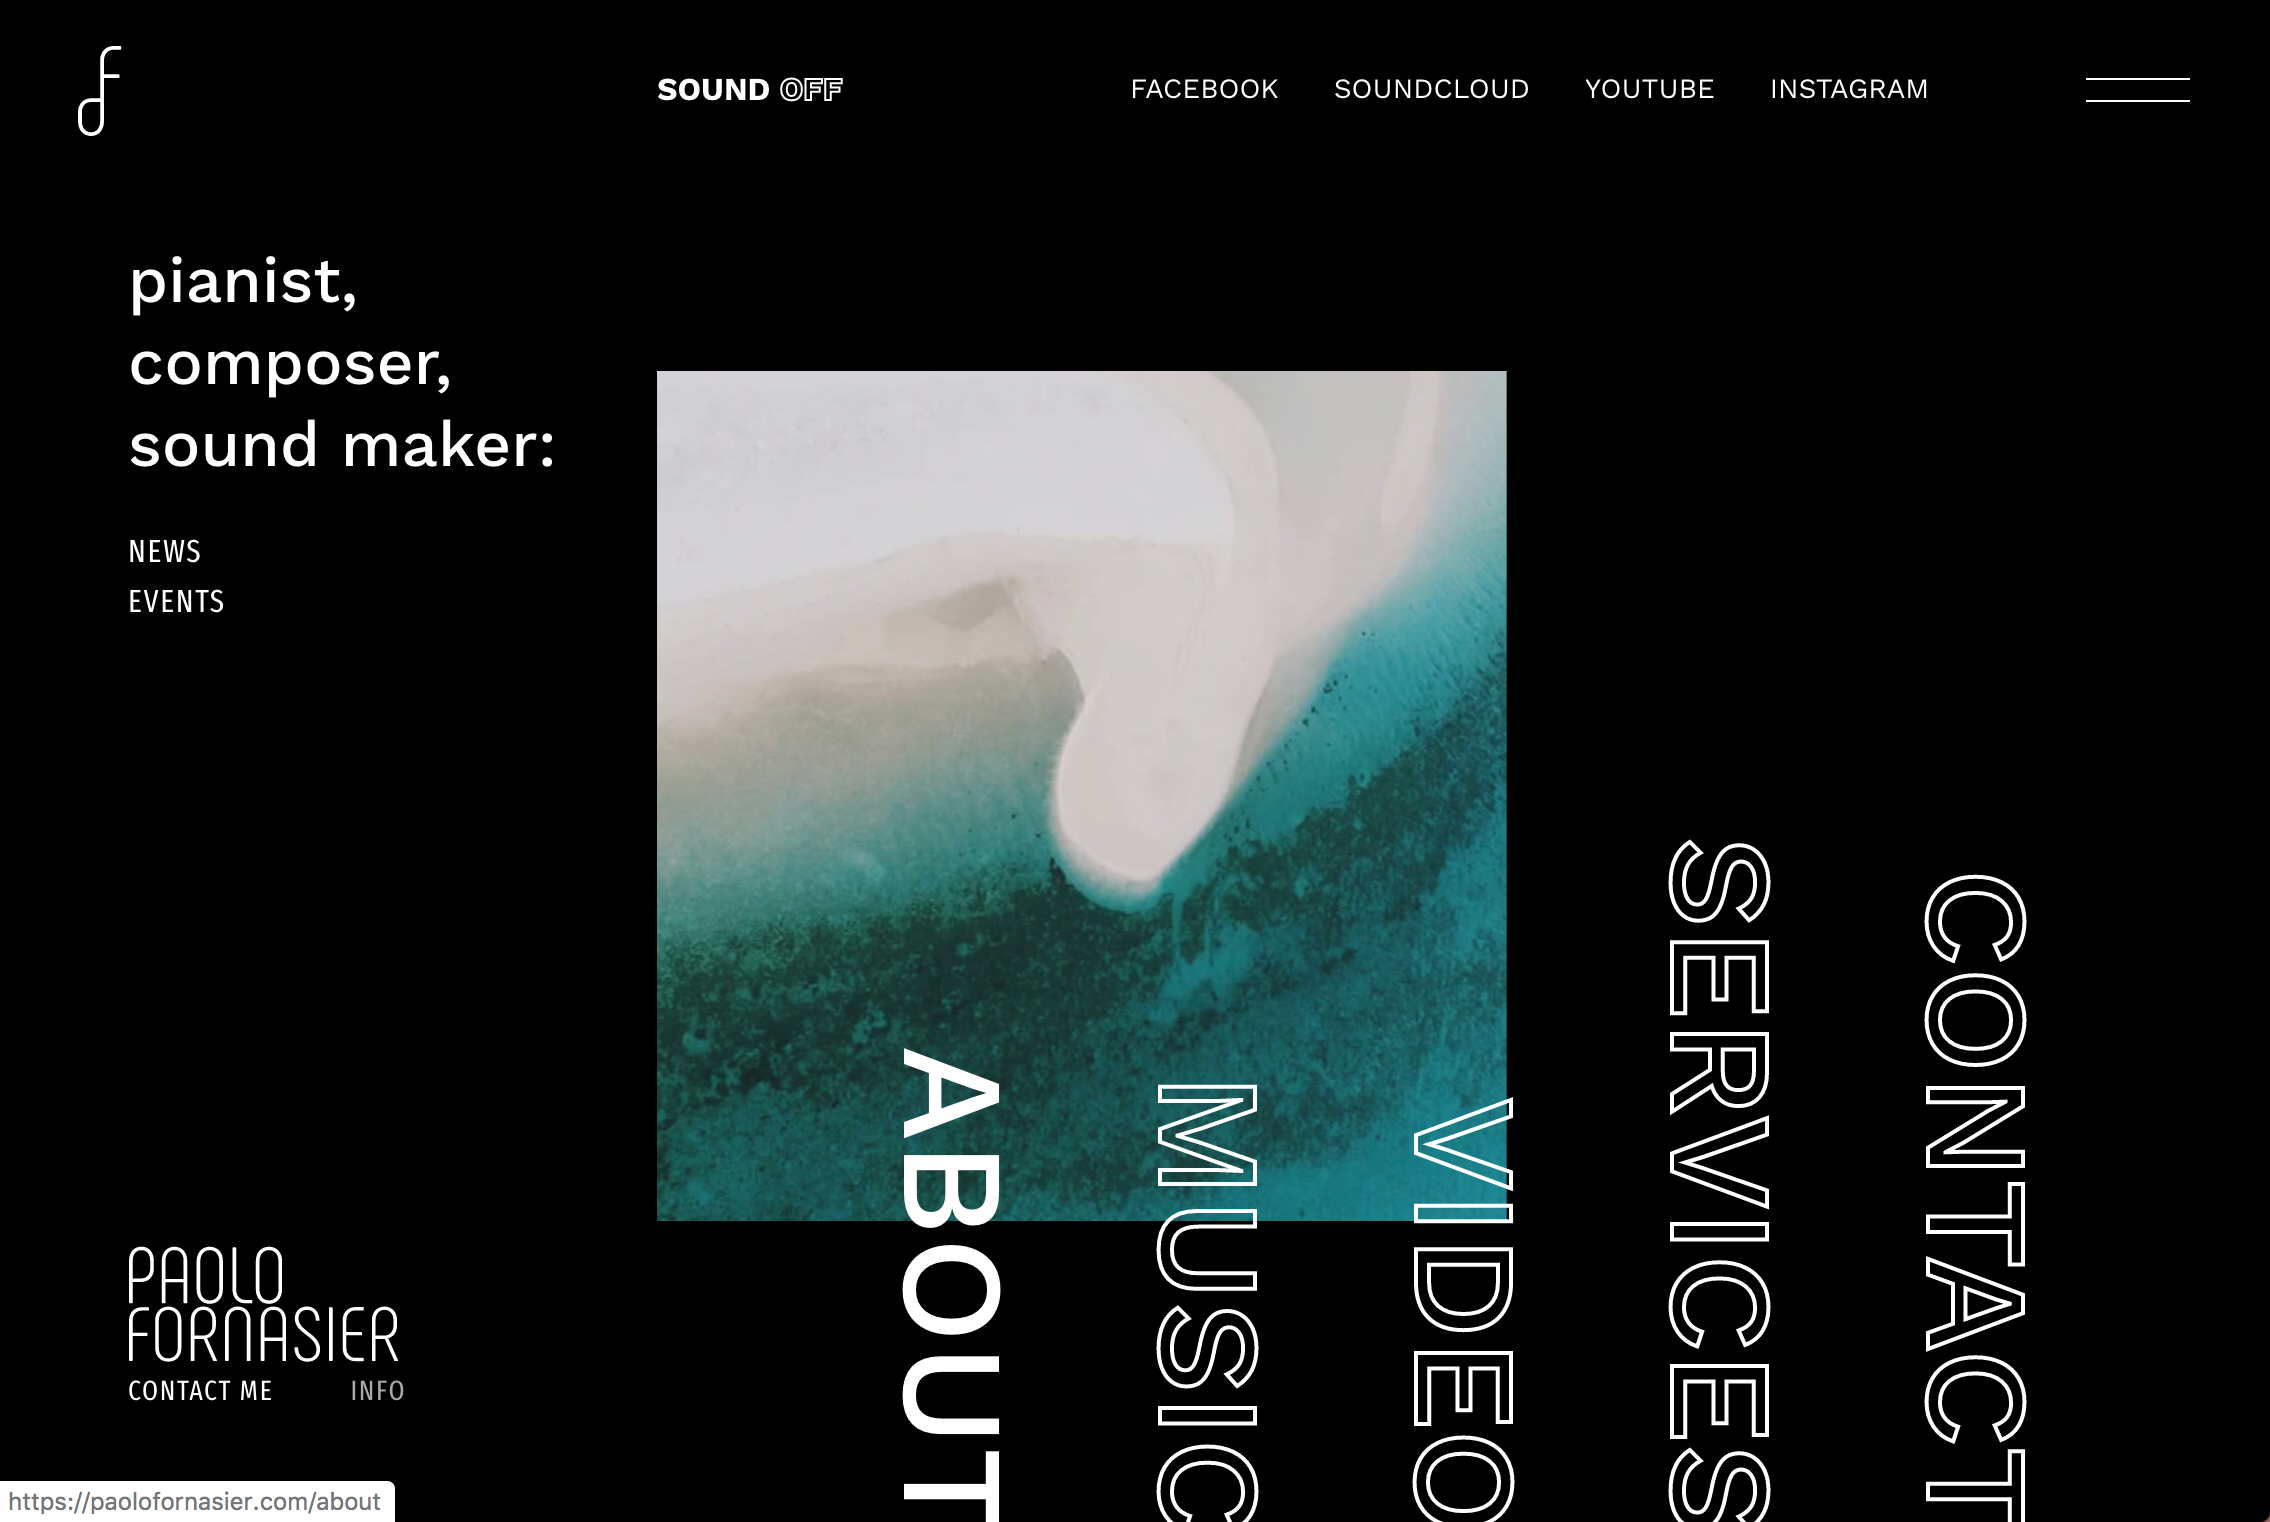 SOUND OFF
FACEBOOK SOUNDCLOUD YOUTUBE INSTAGRAM
pianist,
composer,
sound maker:
NEWS
EVENTS
ABOUT
MUSIC
VIDEO
SERVICES
CONTACT
PAOLO
FORNASIER
CONTACT ME INFO
https://paolofornasier.com/about